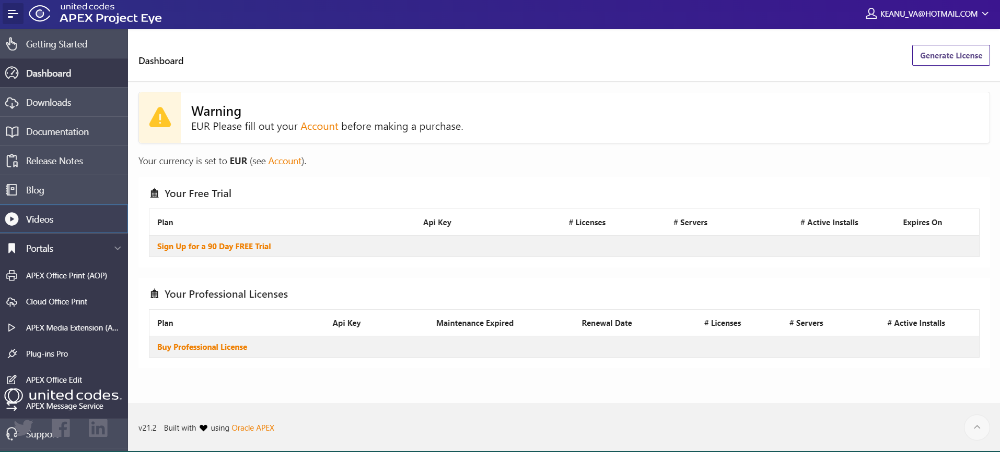 united codes
APEX Project Eye
KEANU_VA@HOTMAIL.COM
Getting Started
Dashboard
Downloads
Documentation
Release Notes
Blog
Videos
Portals
APEX Office Print (AOP)
Cloud Office Print
APEX Media Extension (A...
Plug-ins Pro
APEX Office Edit
united codes.
APEX Message Service
Support
Dashboard
Generate License
Warning
EUR Please fill out your Account before making a purchase.
Your currency is set to EUR (see Account).
Your Free Trial
Plan Api Key # Licenses # Servers # Active Installs Expires On
Sign Up for a 90 Day FREE Trial
Your Professional Licenses
Plan Api Key Maintenance Expired Renewal Date # Licenses # Servers # Active Installs
Buy Professional License
v21.2 Built with ♥ using Oracle APEX